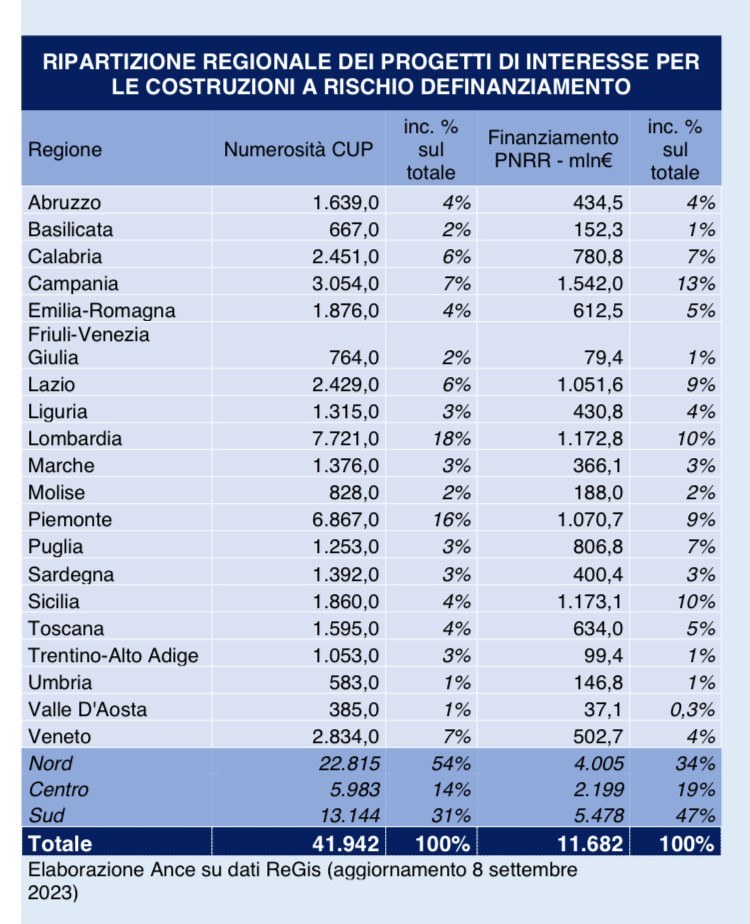 RIPARTIZIONE REGIONALE DEI PROGETTI DI INTERESSE PER
LE COSTRUZIONI A RISCHIO DEFINANZIAMENTO
Regione Numerosità CUP inc. % sul totale Finanziamento PNRR - mln€ inc. % sul totale
Abruzzo 1.639,0 4% 434,5 4%
Basilicata 667,0 2% 152,3 1%
Calabria 2.451,0 6% 780,8 7%
Campania 3.054,0 7% 1.542,0 13%
Emilia-Romagna 1.876,0 4% 612,5 5%
Friuli-Venezia
Giulia 764,0 2% 79,4 1%
Lazio 2.429,0 6% 1.051,6 9%
Liguria 1.315,0 3% 430,8 4%
Lombardia 7.721,0 18% 1.172,8 10%
Marche 1.376,0 3% 366,1 3%
Molise 828,0 2% 188,0 2%
Piemonte 6.867,0 16% 1.070,7 9%
Puglia 1.253,0 3% 806,8 7%
Sardegna 1.392,0 3% 400,4 3%
Sicilia 1.860,0 4% 1.173,1 10%
Toscana 1.595,0 4% 634,0 5%
Trentino-Alto Adige 1.053,0 3% 99,4 1%
Umbria 583,0 1% 146,8 1%
Valle D'Aosta 385,0 1% 37,1 0,3%
Veneto 2.834,0 7% 502,7 4%
Nord 22.815 54% 4.005 34%
Centro 5.983 14% 2.199 19%
Sud 13.144 31% 5.478 47%
Totale 41.942 100% 11.682 100%
Elaborazione Ance su dati ReGis (aggiornamento 8 settembre
2023)